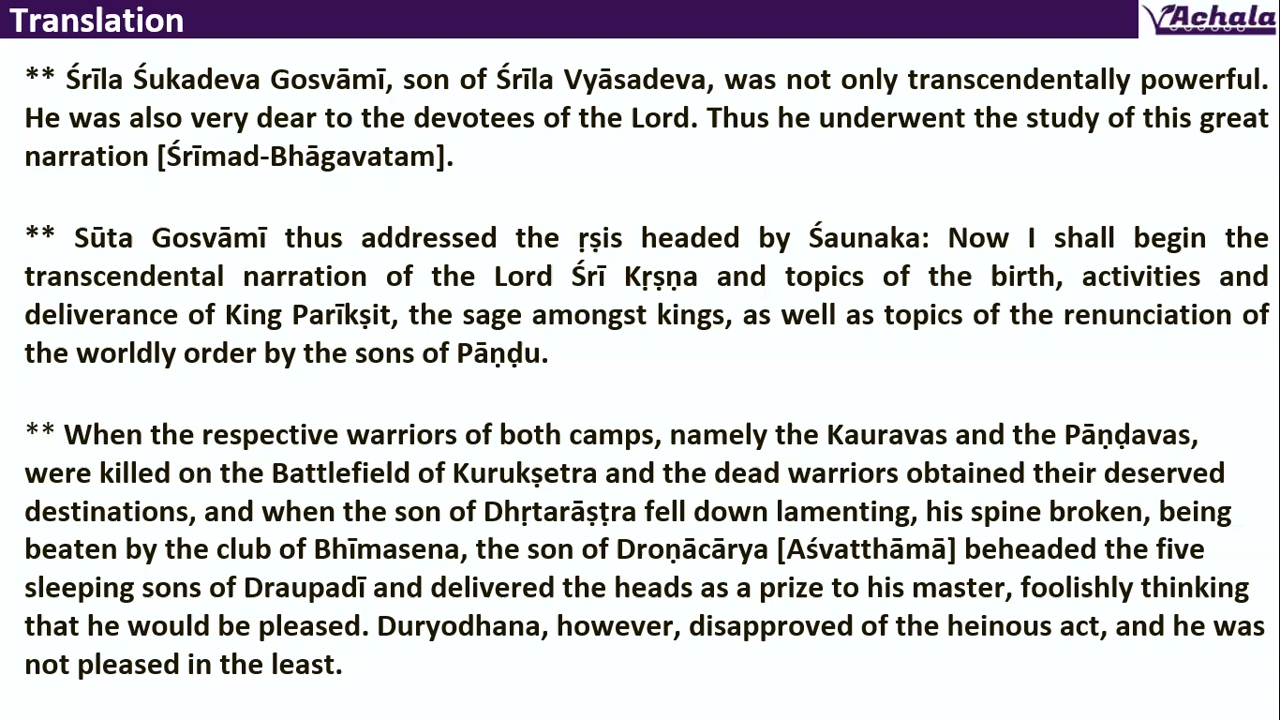 Translation
Achala
** Śrīla Śukadeva Gosvāmī, son of Śrīla Vyāsadeva, was not only transcendentally powerful.
He was also very dear to the devotees of the Lord. Thus he underwent the study of this great
narration [Śrīmad-Bhāgavatam].
** Sūta Gosvāmī thus addressed the ṛṣis headed by Śaunaka: Now I shall begin the
transcendental narration of the Lord Śrī Kṛṣṇa and topics of the birth, activities and
deliverance of King Parīkṣit, the sage amongst kings, as well as topics of the renunciation of
the worldly order by the sons of Pāṇḍu.
** When the respective warriors of both camps, namely the Kauravas and the Pāṇḍavas,
were killed on the Battlefield of Kurukṣetra and the dead warriors obtained their deserved
destinations, and when the son of Dhṛtarāṣṭra fell down lamenting, his spine broken, being
beaten by the club of Bhīmasena, the son of Droṇācārya [Aśvatthāmā] beheaded the five
sleeping sons of Draupadī and delivered the heads as a prize to his master, foolishly thinking
that he would be pleased. Duryodhana, however, disapproved of the heinous act, and he was
not pleased in the least.